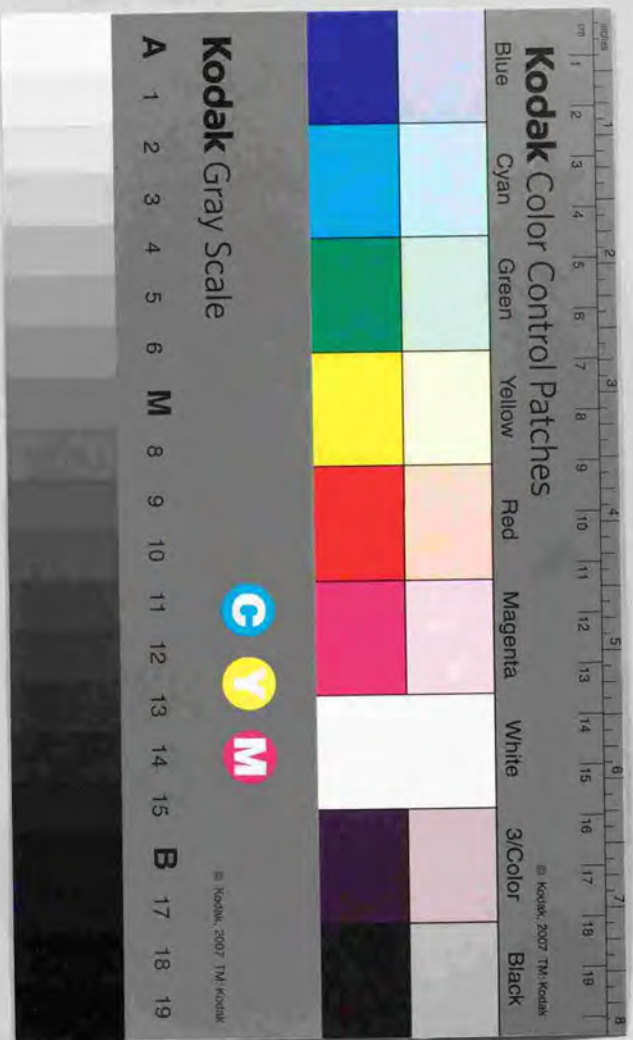 inches 1 2 3 4 5 6 7 8
cm 1 2 3 4 5 6 7 8 9 10 11 12 13 14 15 16 17 18 19
Kodak Color Control Patches
© Kodak, 2007 TM: Kodak
Blue Cyan Green Yellow Red Magenta White 3/Color Black
Kodak Gray Scale
C Y M
© Kodak, 2007 TM: Kodak
A 1 2 3 4 5 6 M 8 9 10 11 12 13 14 15 B 17 18 19